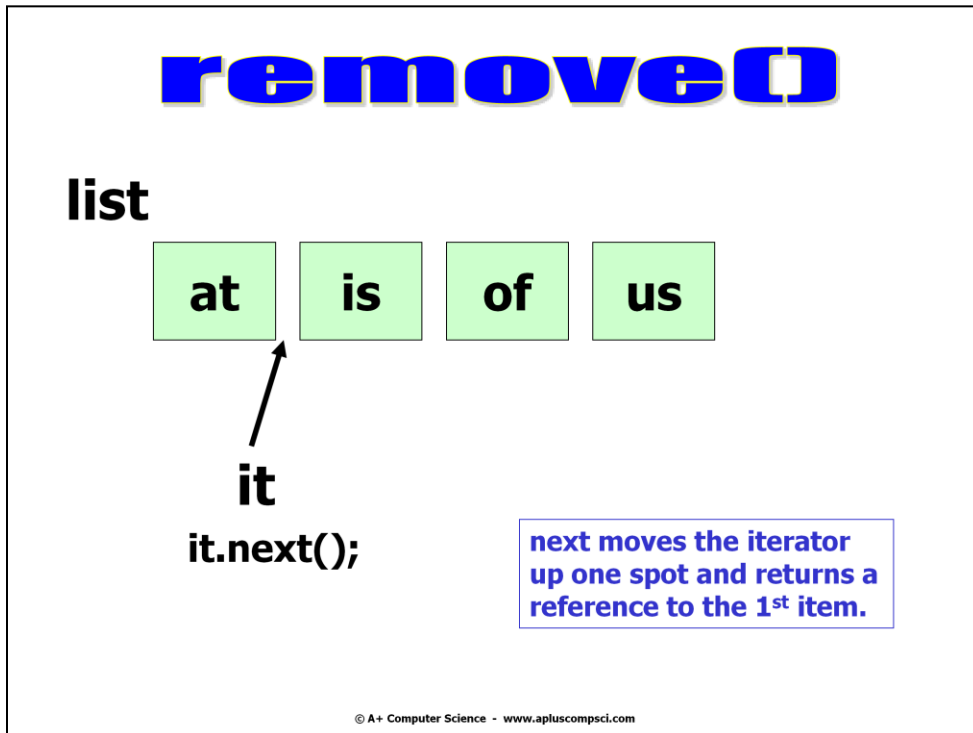 remove()
list
at is of us
it
it.next();
next moves the iterator
up one spot and returns a
reference to the 1st item.
© A+ Computer Science - www.apluscompsci.com